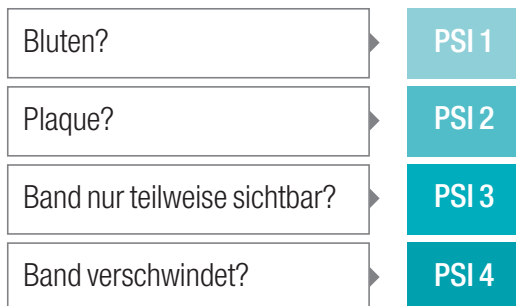 Bluten? PSI 1
Plaque? PSI 2
Band nur teilweise sichtbar? PSI 3
Band verschwindet? PSI 4